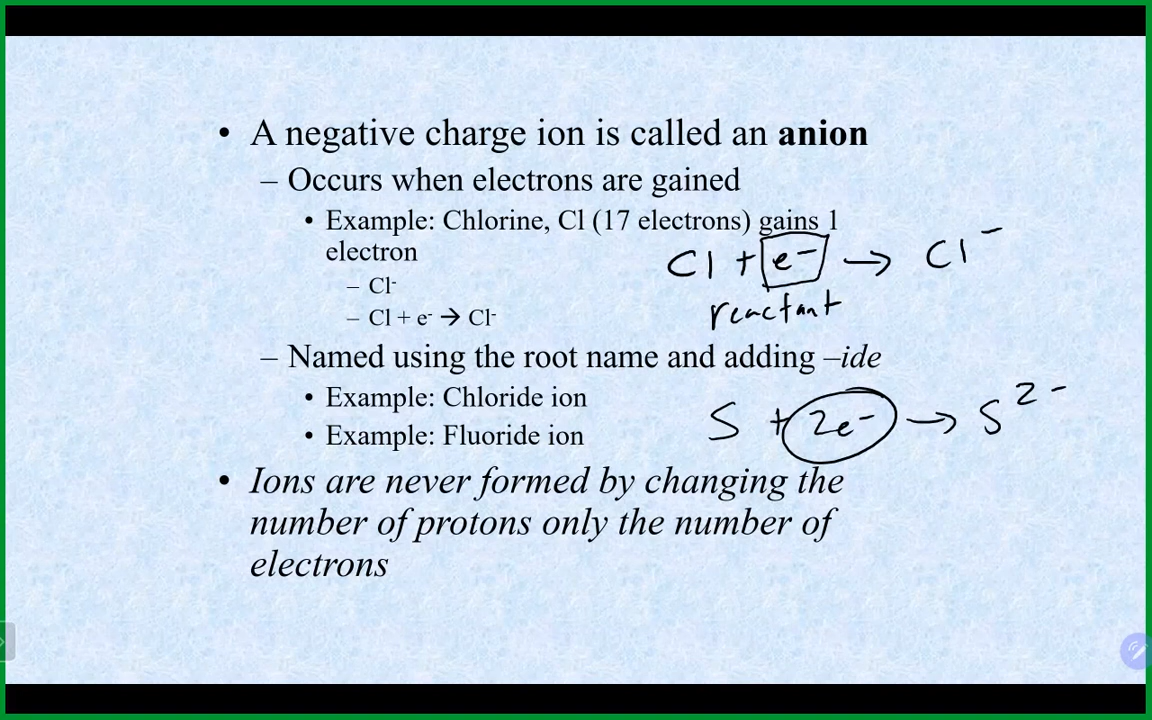 • A negative charge ion is called an anion
– Occurs when electrons are gained
• Example: Chlorine, Cl (17 electrons) gains 1
electron
Cl + e⁻ → Cl⁻
– Cl⁻
reactant
– Cl + e⁻ → Cl⁻
– Named using the root name and adding –ide
• Example: Chloride ion
S + 2e⁻ → S²⁻
• Example: Fluoride ion
• Ions are never formed by changing the
number of protons only the number of
electrons